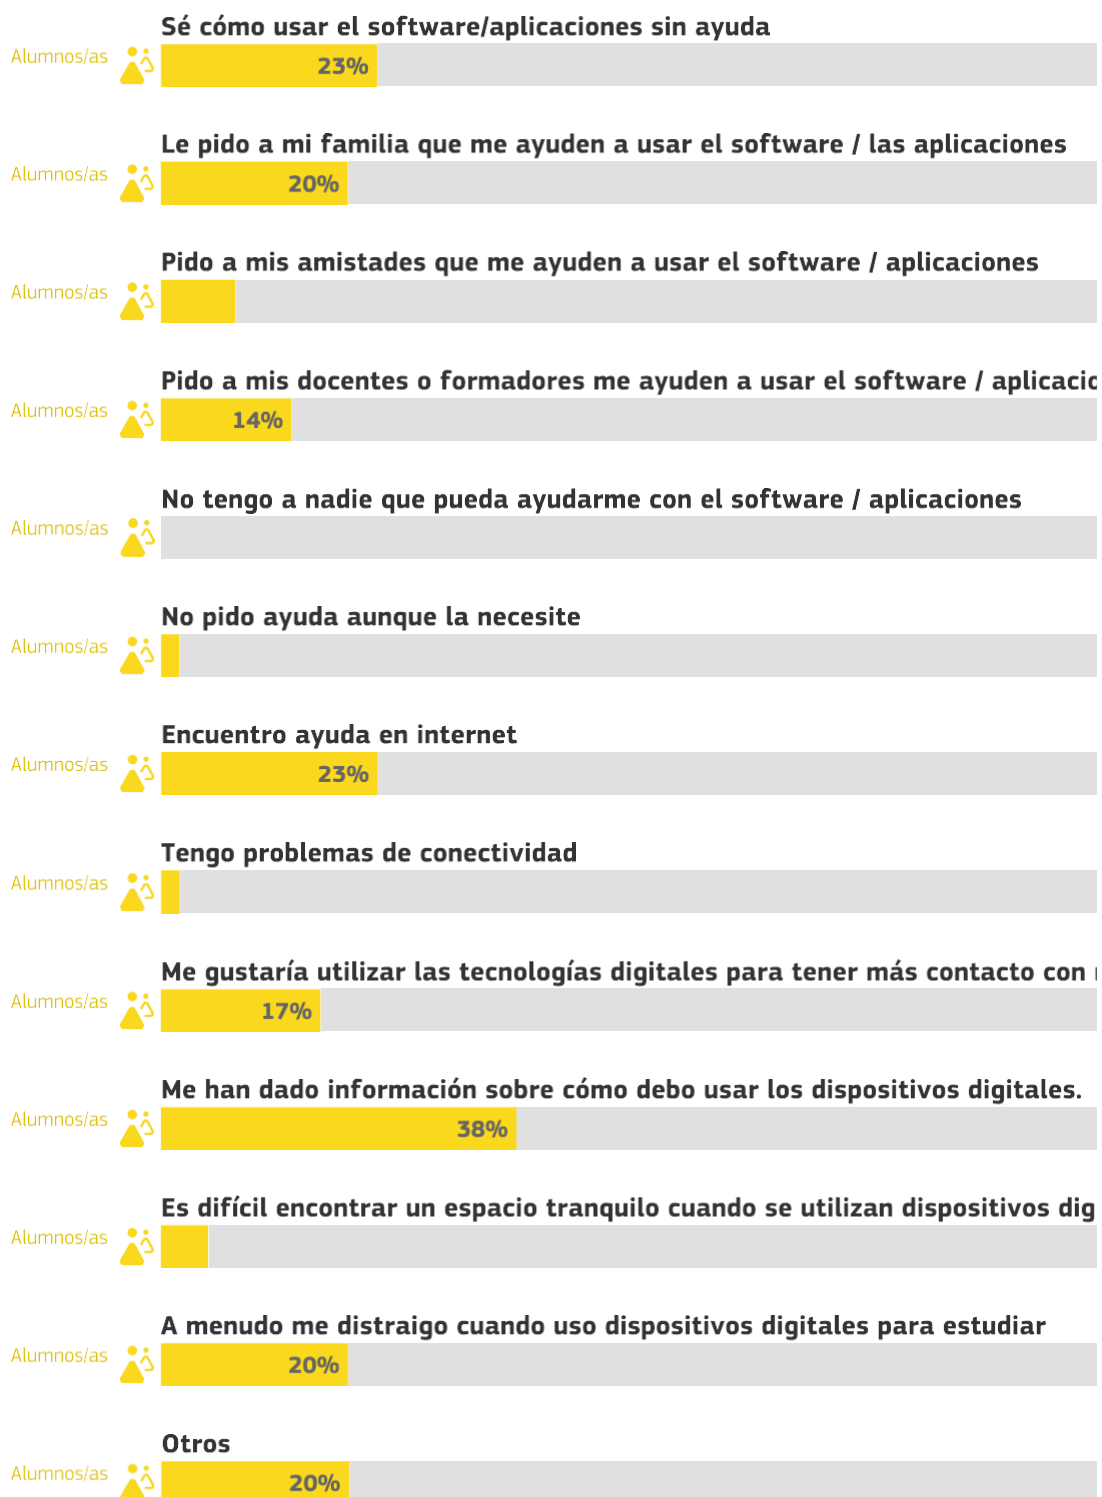 Sé cómo usar el software/aplicaciones sin ayuda
Alumnos/as
23%
Le pido a mi familia que me ayuden a usar el software / las aplicaciones
Alumnos/as
20%
Pido a mis amistades que me ayuden a usar el software / aplicaciones
Alumnos/as
Pido a mis docentes o formadores me ayuden a usar el software /
Alumnos/as
14%
No tengo a nadie que pueda ayudarme con el software / aplicaciones
Alumnos/as
No pido ayuda aunque la necesite
Alumnos/as
Encuentro ayuda en internet
Alumnos/as
23%
Tengo problemas de conectividad
Alumnos/as
Me gustaría utilizar las tecnologías digitales para tener más contacto con
Alumnos/as
17%
Me han dado información sobre cómo debo usar los dispositivos digitales.
Alumnos/as
38%
Es difícil encontrar un espacio tranquilo cuando se utilizan dispositivos
Alumnos/as
A menudo me distraigo cuando uso dispositivos digitales para estudiar
Alumnos/as
20%
Otros
Alumnos/as
20%